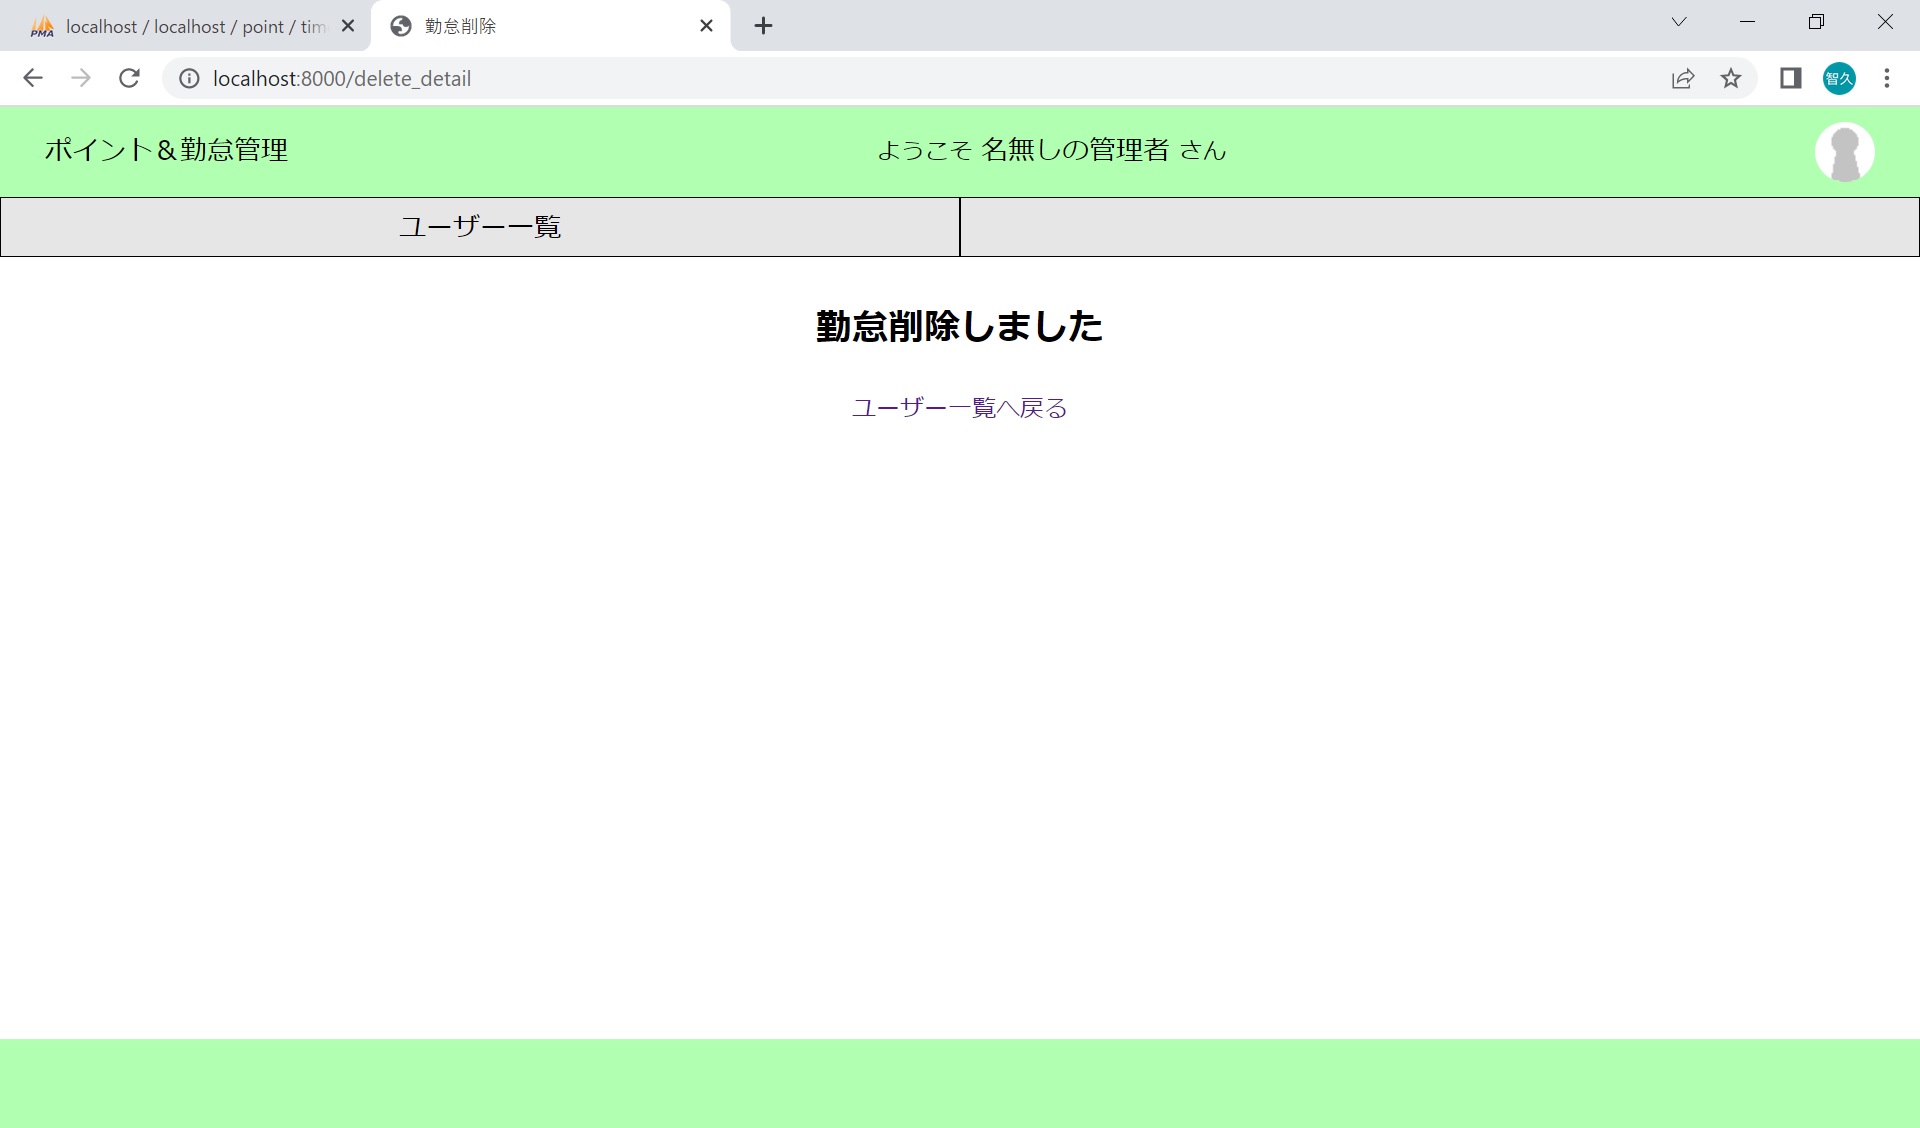 PMA localhost / localhost / point / tim
勤怠削除
localhost:8000/delete_detail
智久
ポイント＆勤怠管理
ようこそ 名無しの管理者 さん
ユーザー一覧
勤怠削除しました
ユーザー一覧へ戻る